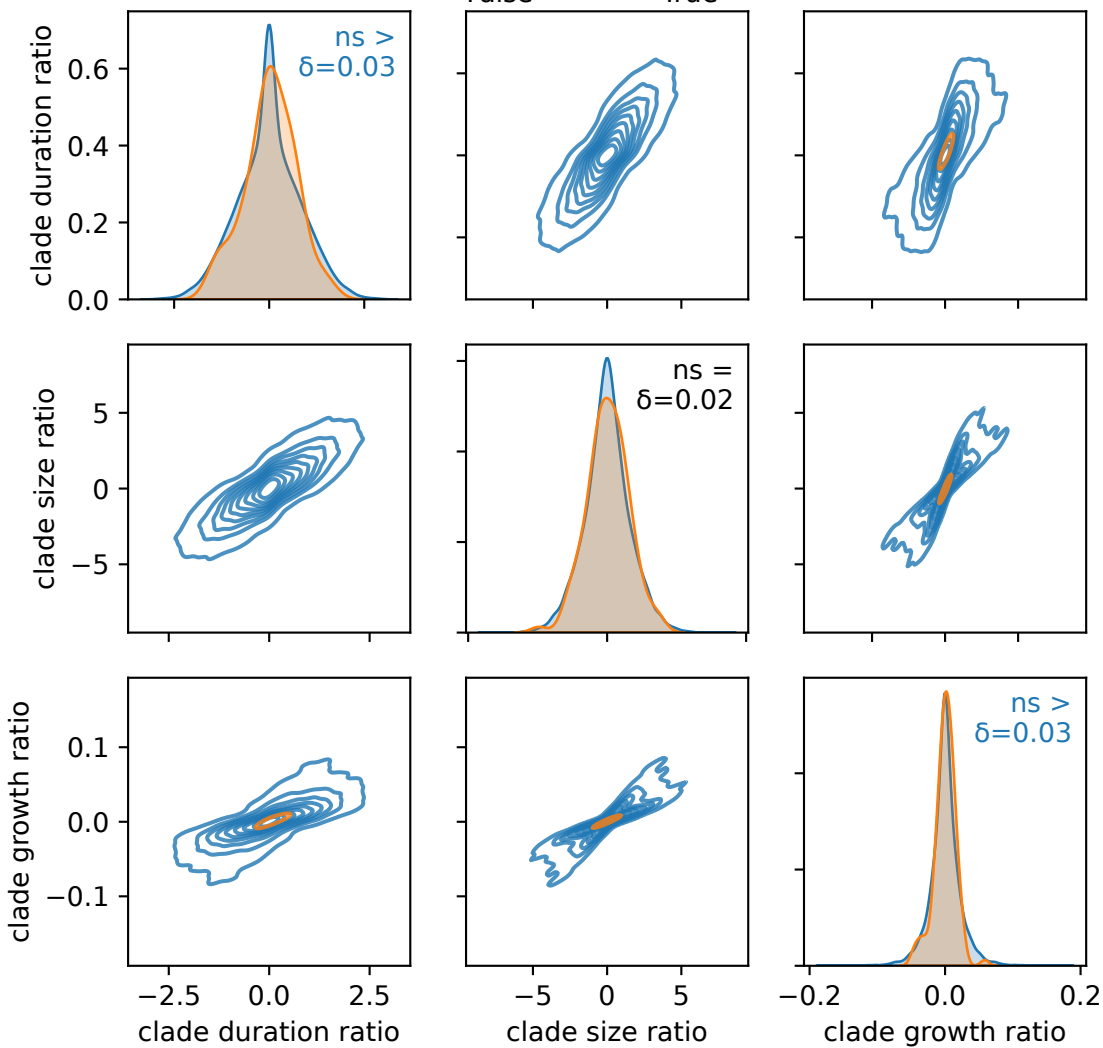 True
clade duration ratio
0.6
0.4
0.2
0.0
ns >
δ=0.03
clade size ratio
5
0
−5
ns =
δ=0.02
clade growth ratio
0.1
0.0
−0.1
ns >
δ=0.03
−2.5 0.0 2.5
−5 0 5
−0.2 0.0 0.2
clade duration ratio
clade size ratio
clade growth ratio